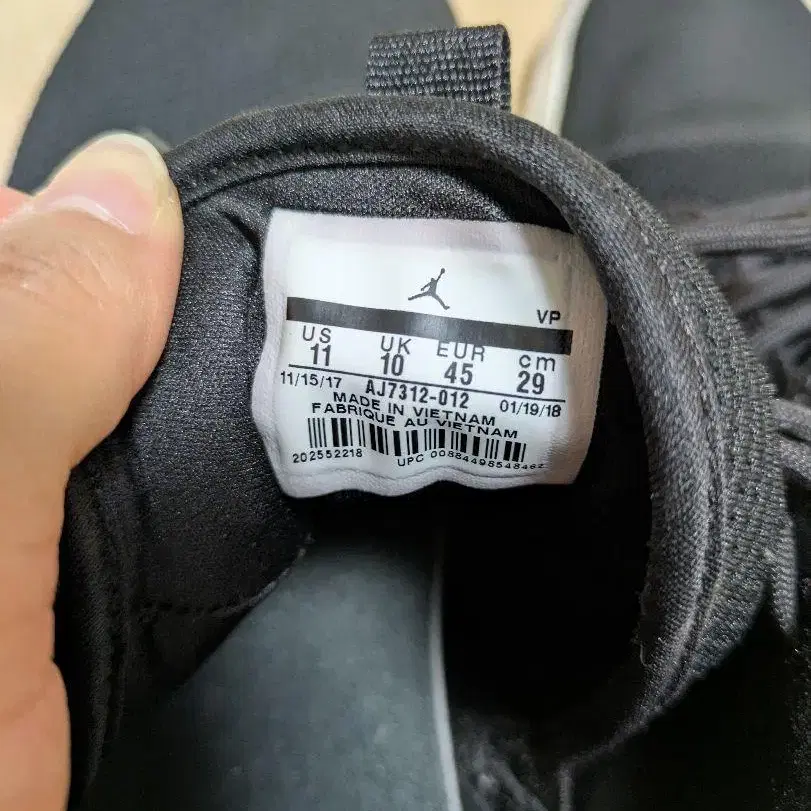 VP
US UK EUR cm
11 10 45 29
11/15/17 AJ7312-012 01/19/18
MADE IN VIETNAM
FABRIQUE AU VIETNAM
202552218 UPC